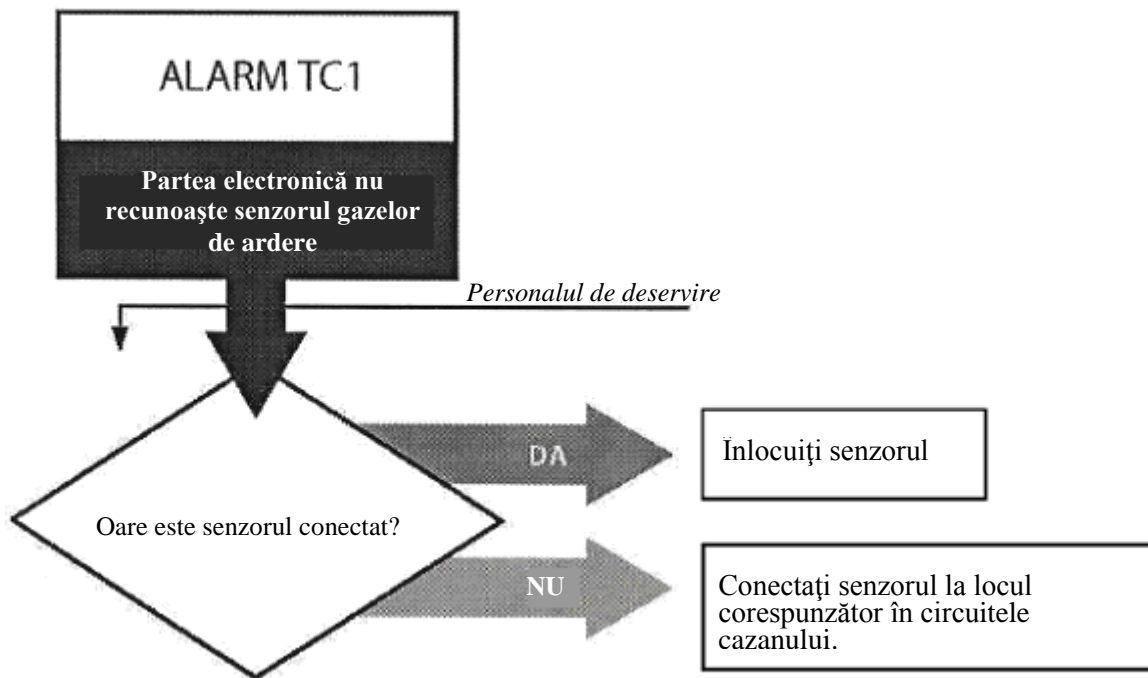 ALARM TC1
Partea electronică nu
recunoaşte senzorul gazelor
de ardere
Personalul de deservire
DA
Inlocuiţi senzorul
Oare este senzorul conectat?
NU
Conectaţi senzorul la locul
corespunzător în circuitele
cazanului.